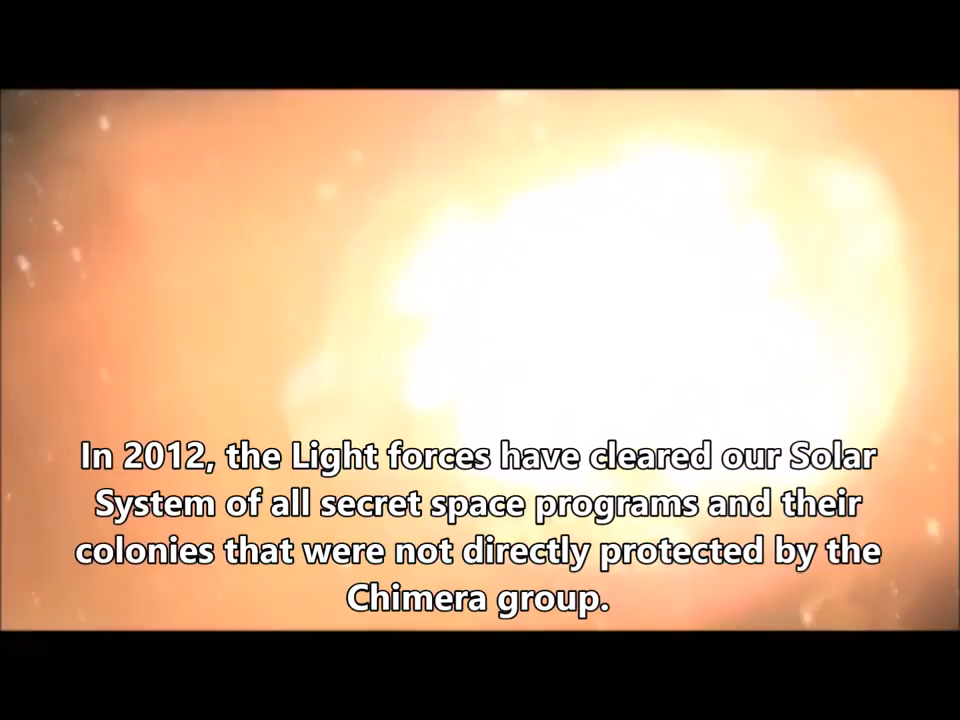 In 2012, the Light forces have cleared our Solar
System of all secret space programs and their
colonies that were not directly protected by the
Chimera group.